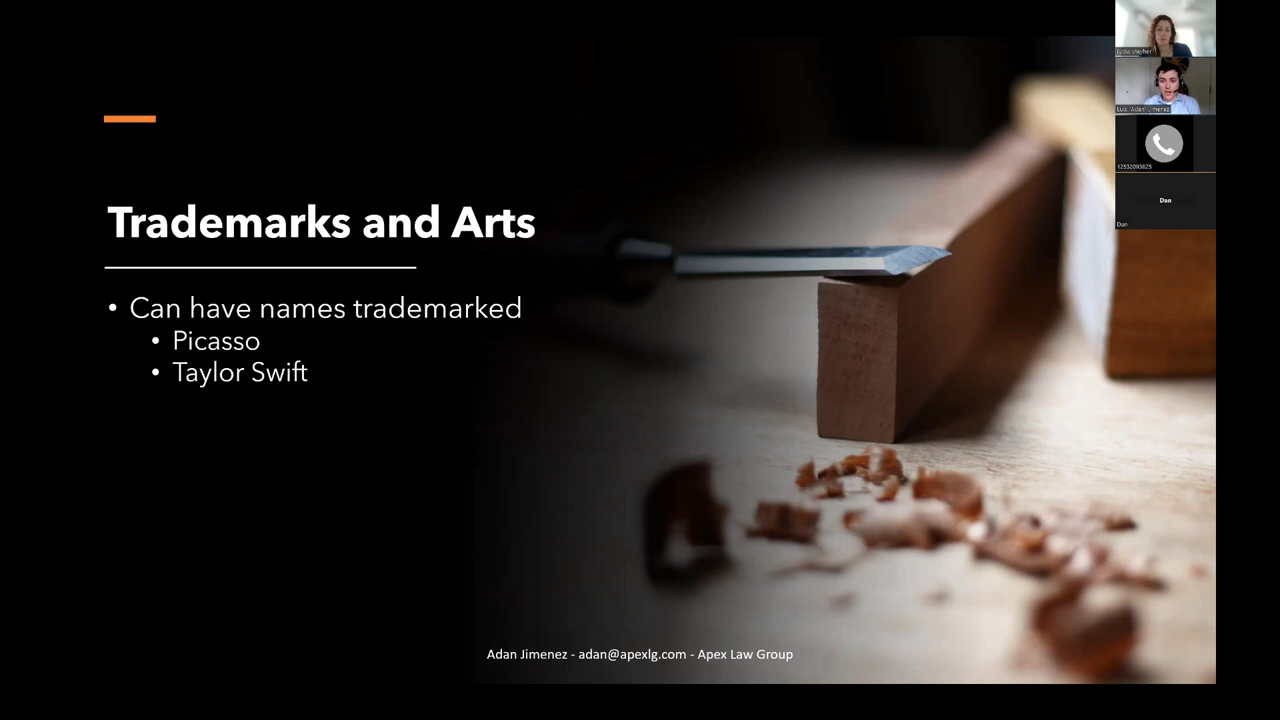 Trademarks and Arts
• Can have names trademarked
• Picasso
• Taylor Swift
Adan Jimenez - adan@apexlg.com - Apex Law Group
Dan
Dan